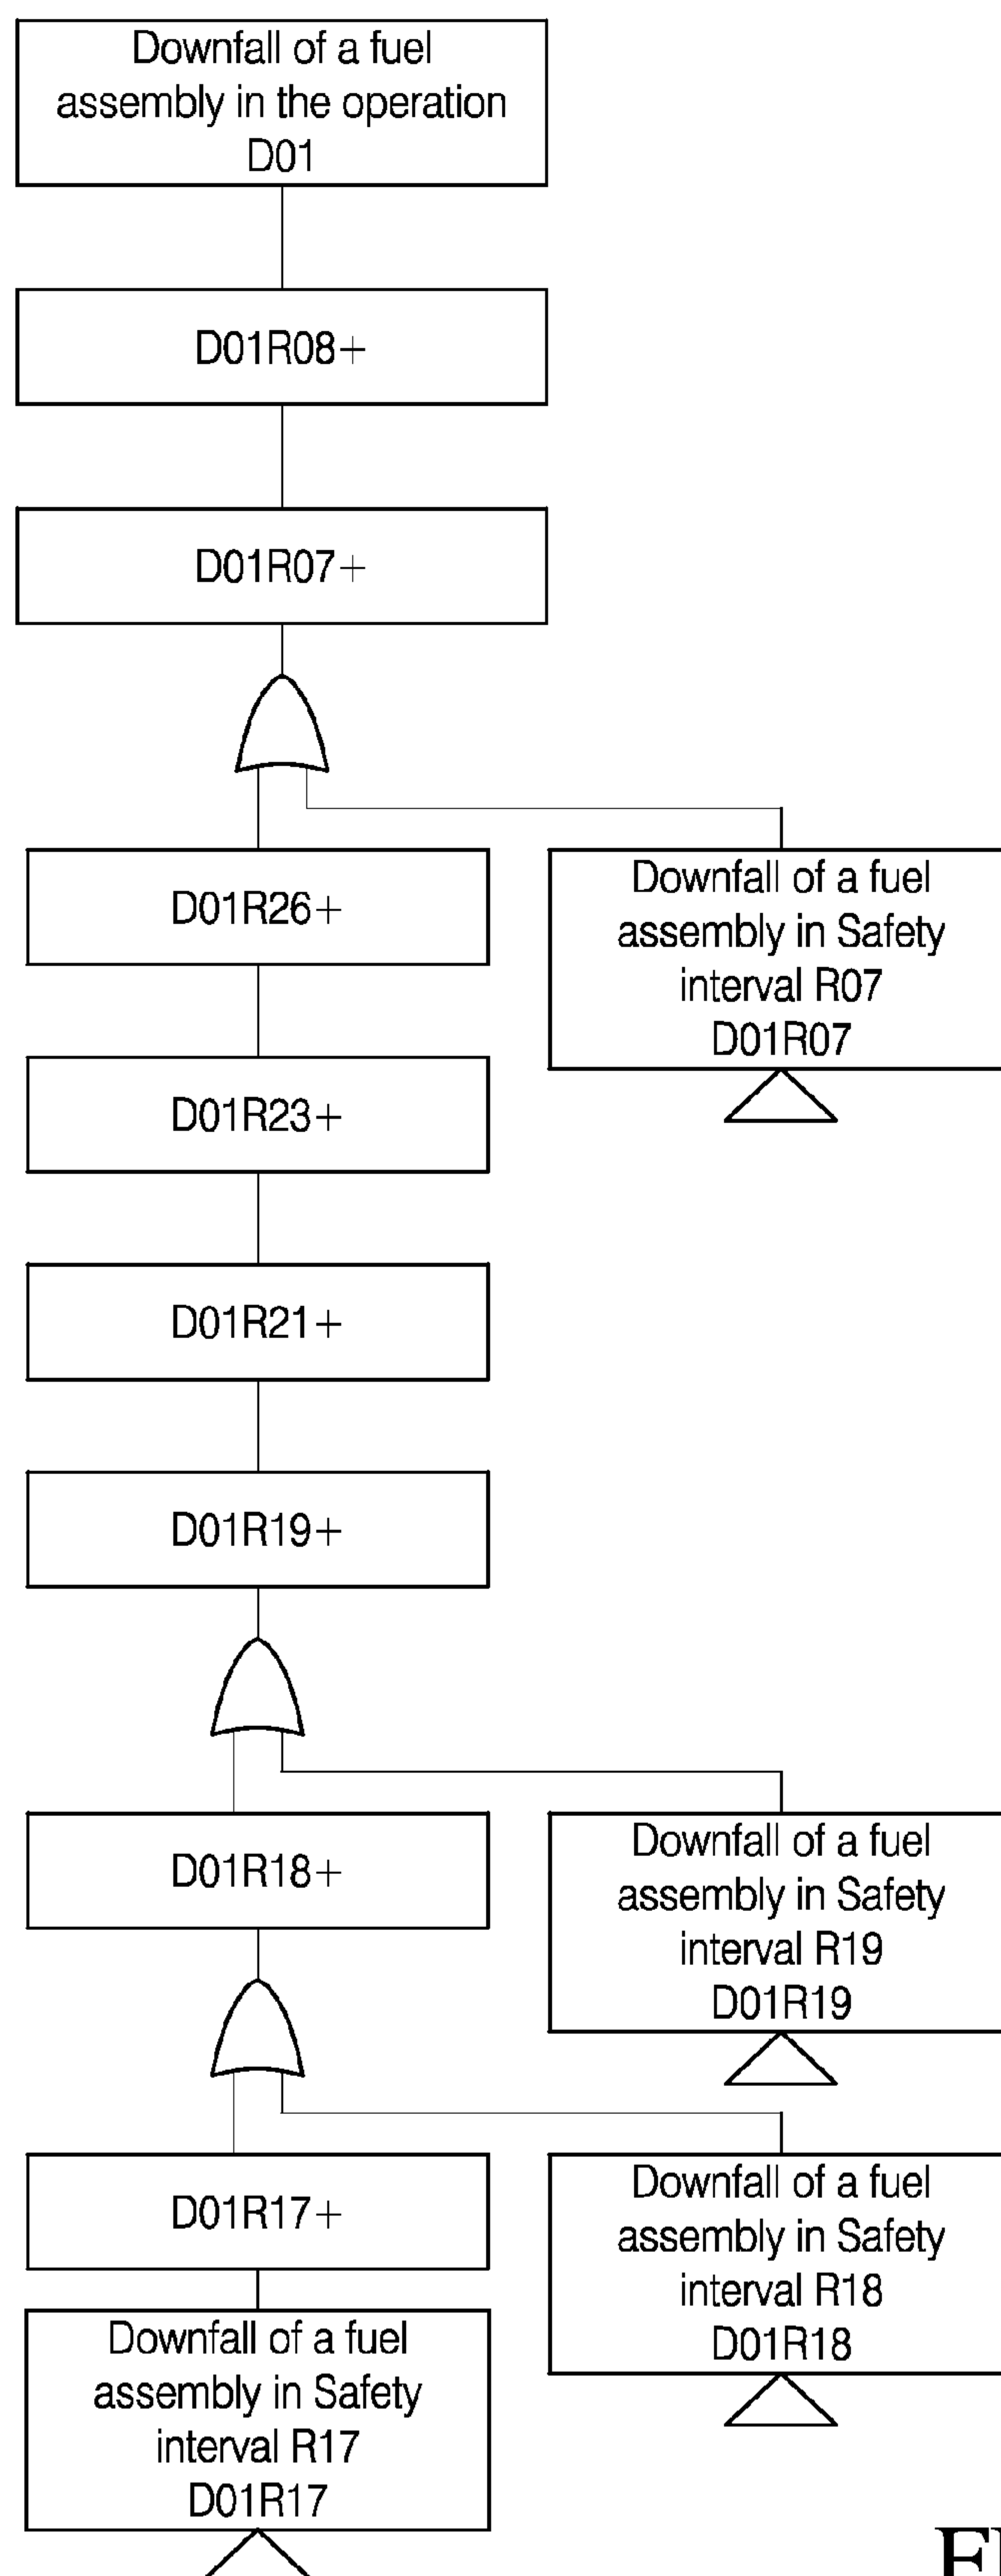 Downfall of a fuel
assembly in the operation
D01
D01R08+
D01R07+
D01R26+
Downfall of a fuel
assembly in Safety
interval R07
D01R07
D01R23+
D01R21+
D01R19+
D01R18+
Downfall of a fuel
assembly in Safety
interval R19
D01R19
D01R17+
Downfall of a fuel
assembly in Safety
interval R18
D01R18
Downfall of a fuel
assembly in Safety
interval R17
D01R17